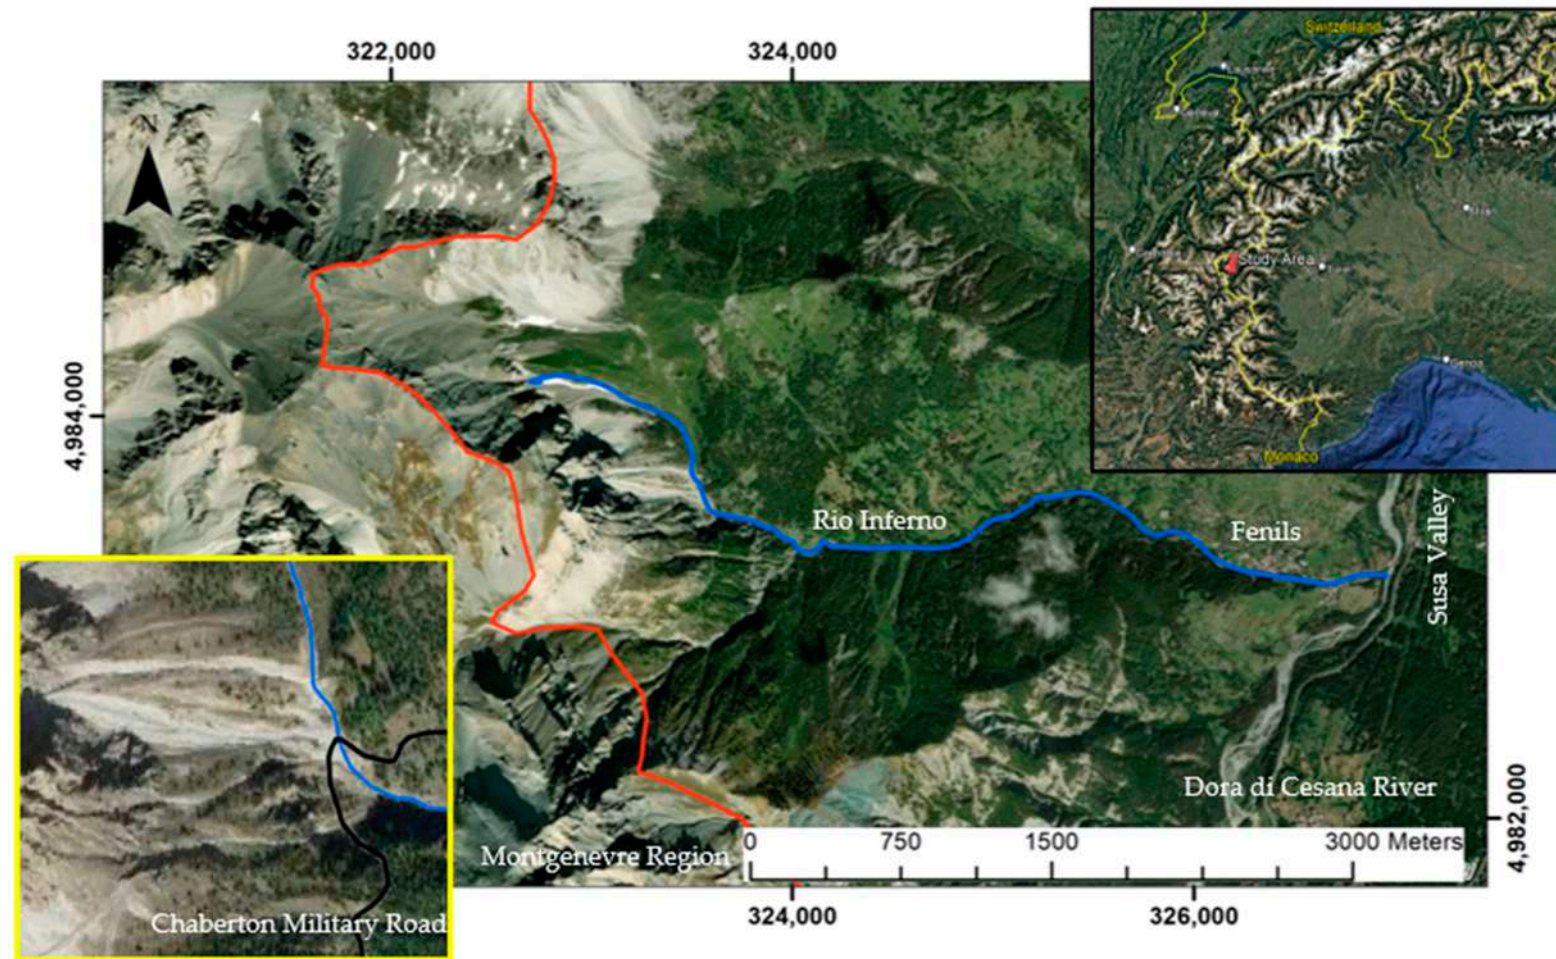 322,000
324,000
Switzerland
Study Area
Monaco
4,984,000
Rio Inferno
Fenils
Susa Valley
Dora di Cesana River
4,982,000
Montgenevre Region
0 750 1500 3000 Meters
Chaberton Military Road
324,000
326,000